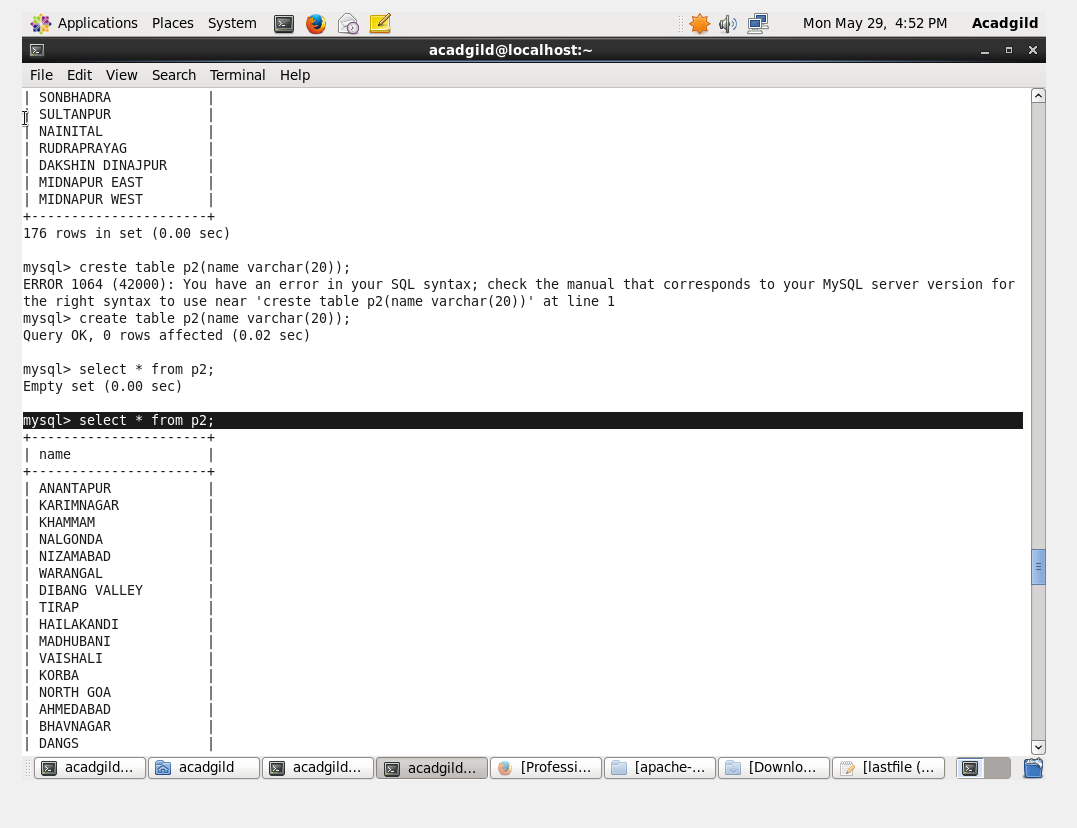 Applications Places System Mon May 29, 4:52 PM Acadgild
acadgild@localhost:~
File Edit View Search Terminal Help
| SONBHADRA |
| SULTANPUR |
| NAINITAL |
| RUDRAPRAYAG |
| DAKSHIN DINAJPUR |
| MIDNAPUR EAST |
| MIDNAPUR WEST |
+----------------------+
176 rows in set (0.00 sec)
mysql> creste table p2(name varchar(20));
ERROR 1064 (42000): You have an error in your SQL syntax; check the manual that corresponds to your MySQL server version for
the right syntax to use near 'creste table p2(name varchar(20))' at line 1
mysql> create table p2(name varchar(20));
Query OK, 0 rows affected (0.02 sec)
mysql> select * from p2;
Empty set (0.00 sec)
mysql> select * from p2;
+----------------------+
| name |
+----------------------+
| ANANTAPUR |
| KARIMNAGAR |
| KHAMMAM |
| NALGONDA |
| NIZAMABAD |
| WARANGAL |
| DIBANG VALLEY |
| TIRAP |
| HAILAKANDI |
| MADHUBANI |
| VAISHALI |
| KORBA |
| NORTH GOA |
| AHMEDABAD |
| BHAVNAGAR |
| DANGS |
acadgild... acadgild acadgild... acadgild... [Professi... [apache-... [Downlo... [lastfile (...